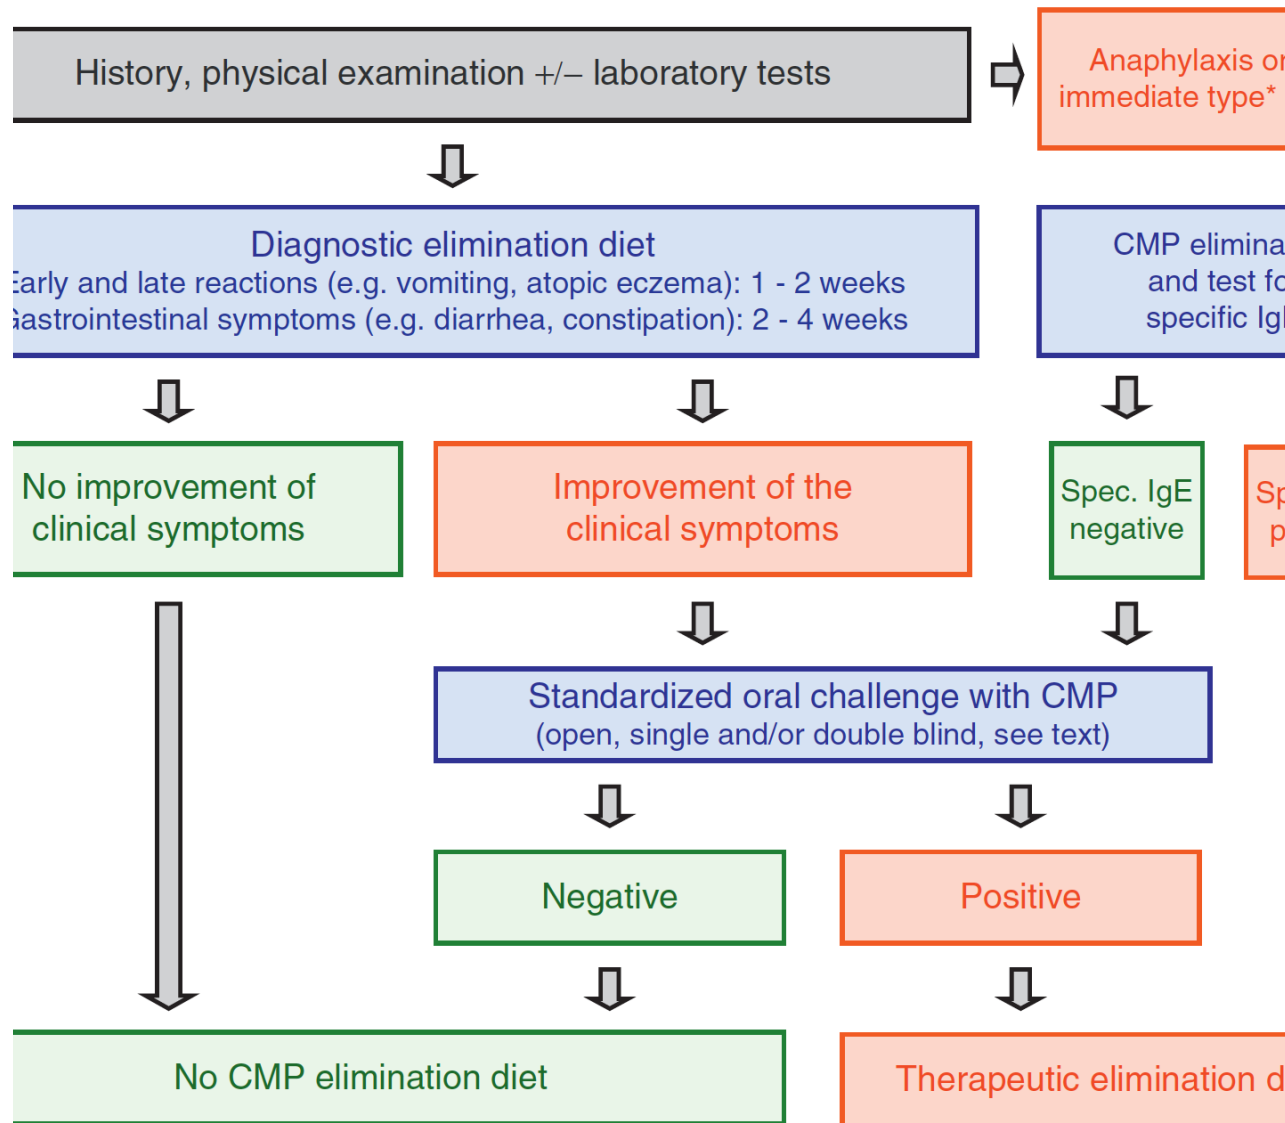 History, physical examination +/− laboratory tests
Anaphylaxis or
immediate type*
Diagnostic elimination diet
Early and late reactions (e.g. vomiting, atopic eczema): 1 - 2 weeks
Gastrointestinal symptoms (e.g. diarrhea, constipation): 2 - 4 weeks
CMP elimina
and test fo
specific Ig
No improvement of
clinical symptoms
Improvement of the
clinical symptoms
Spec. IgE
negative
Sp
p
Standardized oral challenge with CMP
(open, single and/or double blind, see text)
Negative
Positive
No CMP elimination diet
Therapeutic elimination d